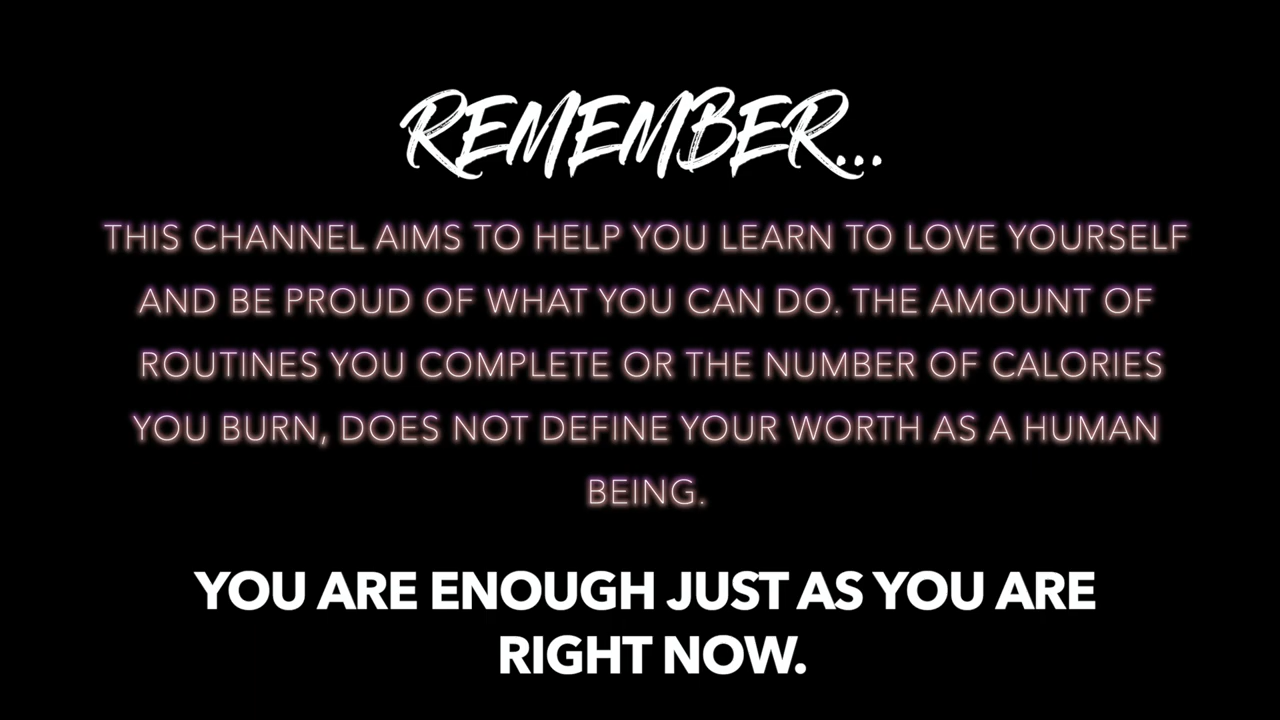 REMEMBER...
THIS CHANNEL AIMS TO HELP YOU LEARN TO LOVE YOURSELF
AND BE PROUD OF WHAT YOU CAN DO. THE AMOUNT OF
ROUTINES YOU COMPLETE OR THE NUMBER OF CALORIES
YOU BURN, DOES NOT DEFINE YOUR WORTH AS A HUMAN
BEING.
YOU ARE ENOUGH JUST AS YOU ARE
RIGHT NOW.